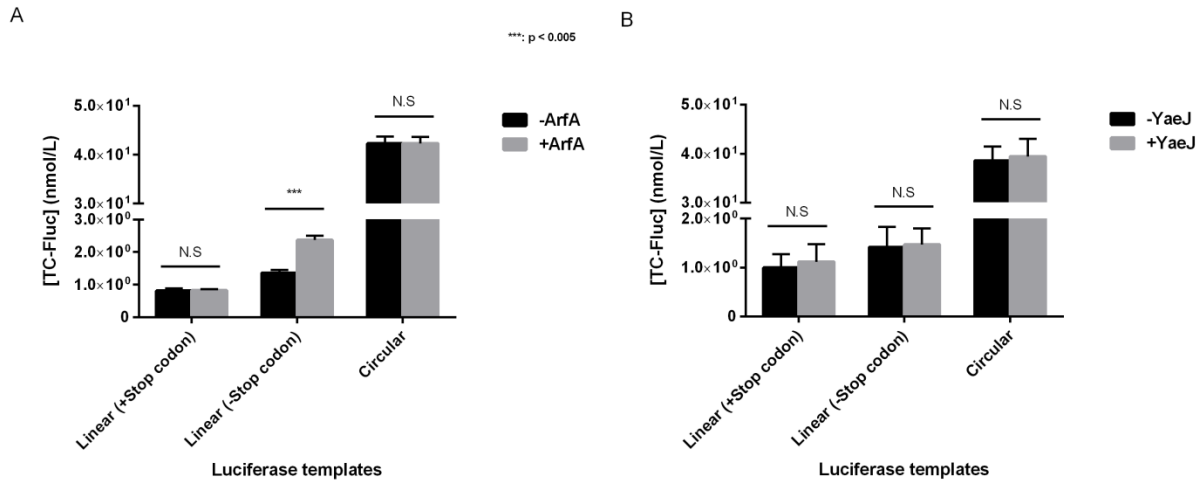 A
***: p < 0.005
[TC-Fluc] (nmol/L)
5.0×10¹
4.0×10¹
3.0×10¹
3.0×10⁰
2.0×10⁰
1.0×10⁰
0
N.S
***
N.S
-ArfA
+ArfA
Linear (+Stop codon)
Linear (-Stop codon)
Circular
Luciferase templates
B
[TC-Fluc] (nmol/L)
5.0×10¹
4.0×10¹
3.0×10¹
2.0×10⁰
1.0×10⁰
0
N.S
N.S
N.S
-YaeJ
+YaeJ
Linear (+Stop codon)
Linear (-Stop codon)
Circular
Luciferase templates